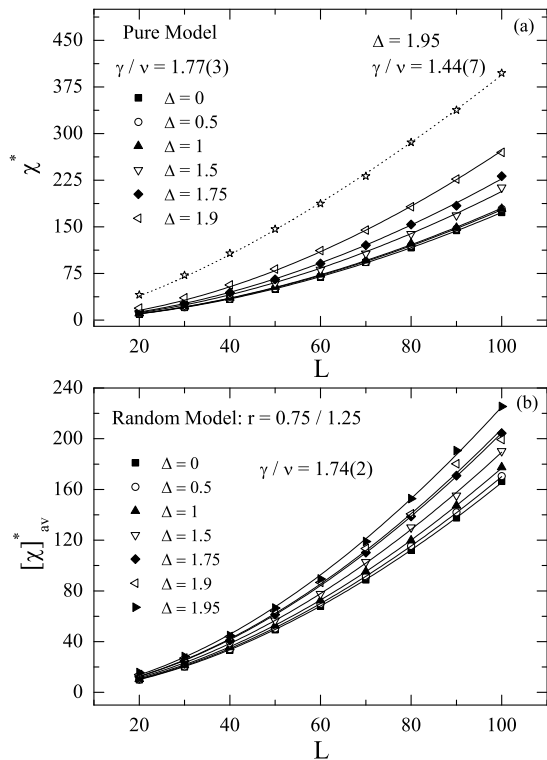 (a)
Pure Model
Δ = 1.95
γ / ν = 1.77(3)
γ / ν = 1.44(7)
Δ = 0
Δ = 0.5
Δ = 1
Δ = 1.5
Δ = 1.75
Δ = 1.9
χ*
450
375
300
225
150
75
0
20 40 60 80 100
L
(b)
Random Model: r = 0.75 / 1.25
γ / ν = 1.74(2)
Δ = 0
Δ = 0.5
Δ = 1
Δ = 1.5
Δ = 1.75
Δ = 1.9
Δ = 1.95
[χ]*av
240
200
160
120
80
40
0
20 40 60 80 100
L